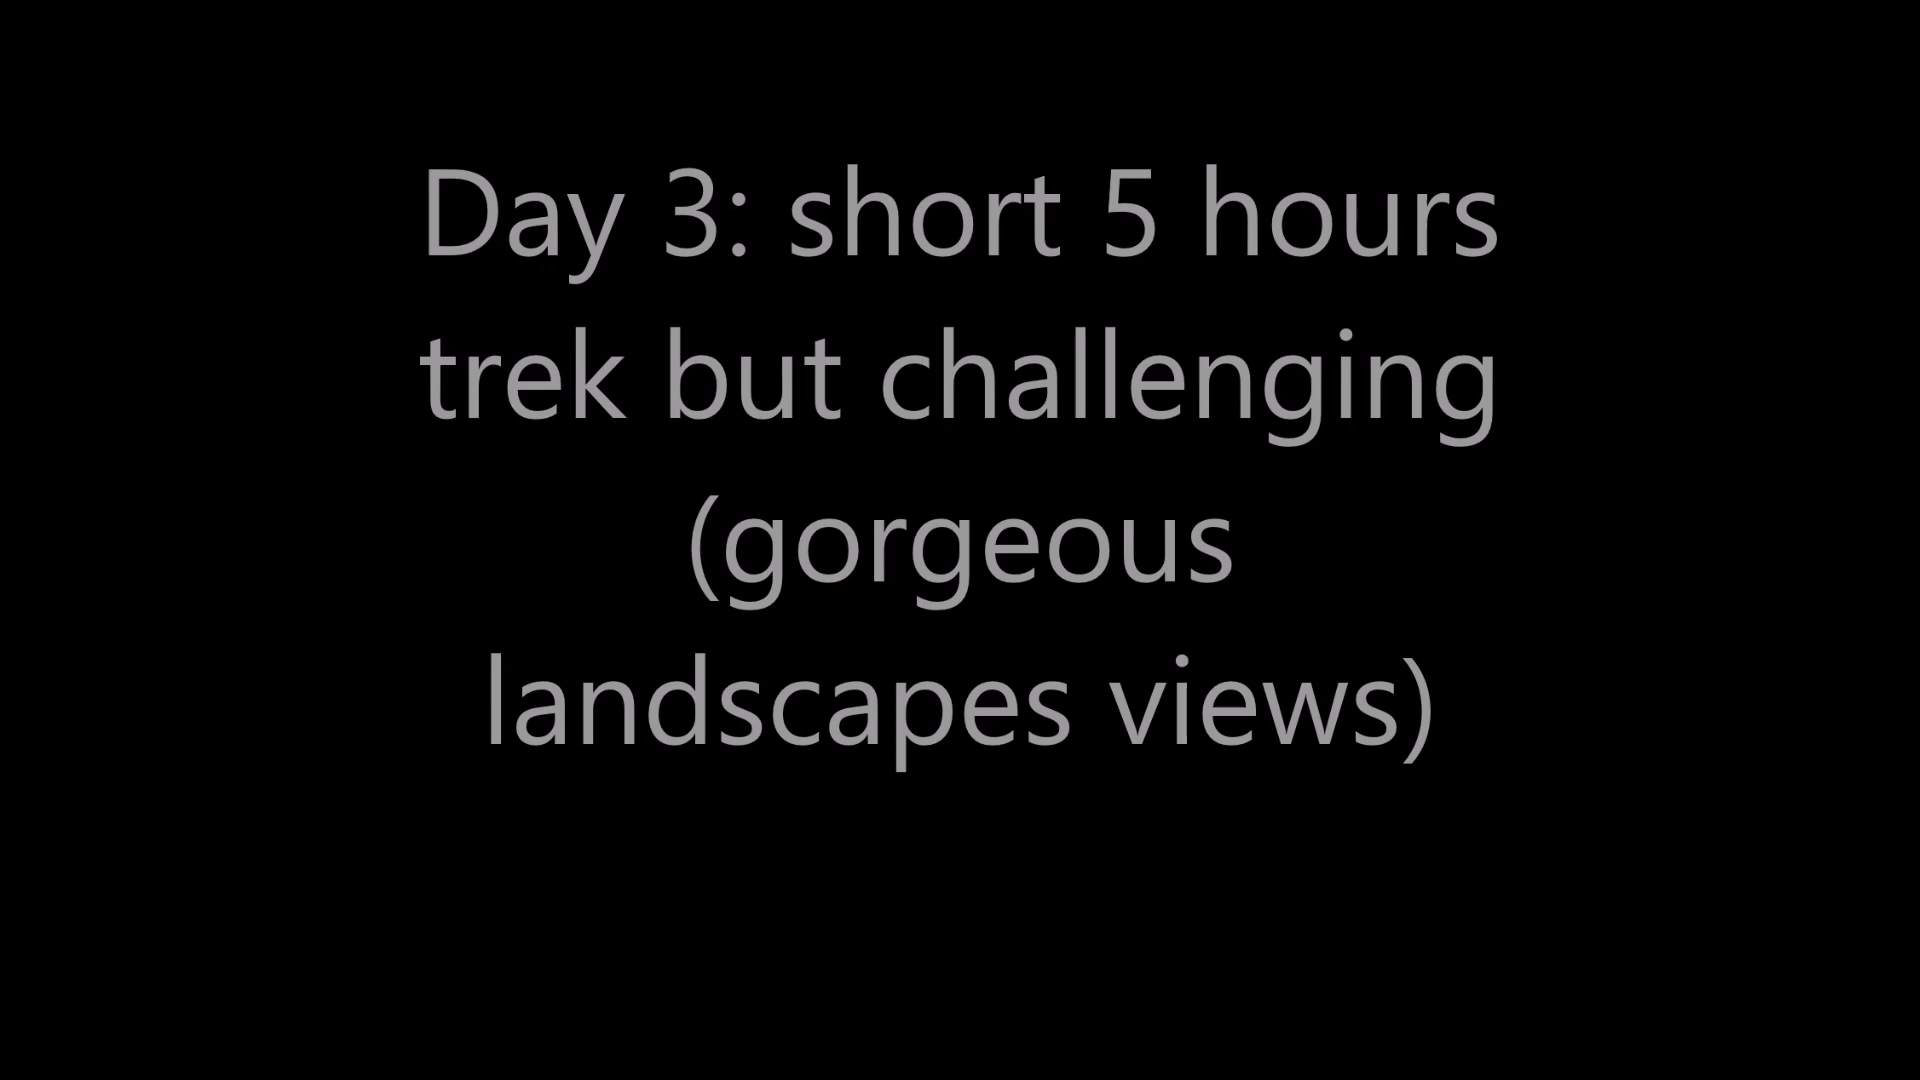 Day 3: short 5 hours
trek but challenging
(gorgeous
landscapes views)